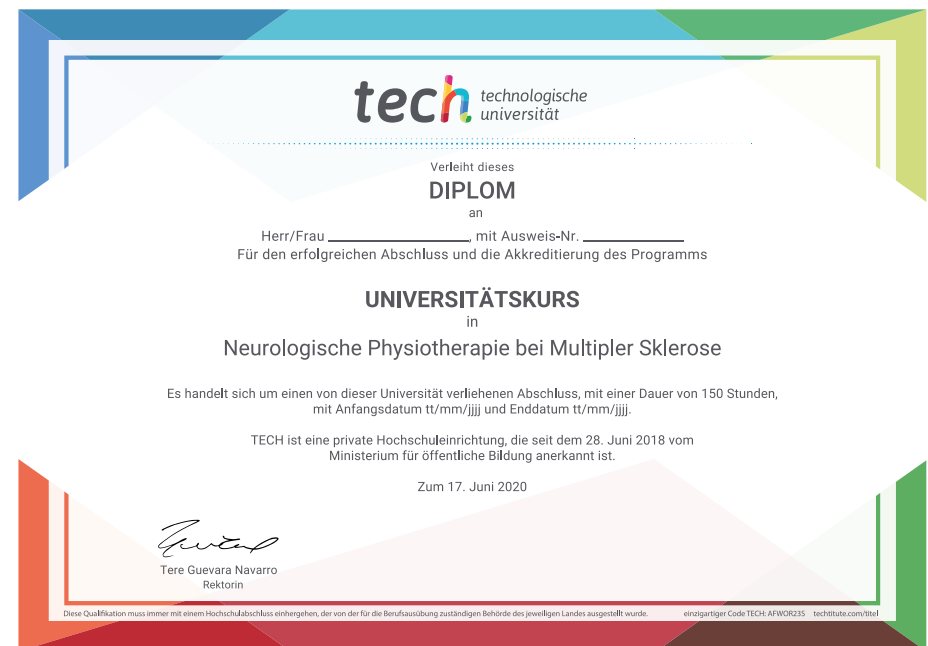 tech technologische
universität
Verleiht dieses
DIPLOM
an
Herr/Frau ________________, mit Ausweis-Nr. ____________
Für den erfolgreichen Abschluss und die Akkreditierung des Programms
UNIVERSITÄTSKURS
in
Neurologische Physiotherapie bei Multipler Sklerose
Es handelt sich um einen von dieser Universität verliehenen Abschluss, mit einer Dauer von 150 Stunden,
mit Anfangsdatum tt/mm/jjjj und Enddatum tt/mm/jjjj.
TECH ist eine private Hochschuleinrichtung, die seit dem 28. Juni 2018 vom
Ministerium für öffentliche Bildung anerkannt ist.
Zum 17. Juni 2020
Tere Guevara Navarro
Rektorin
Diese Qualifikation muss immer mit einem Hochschulabschluss einhergehen, der von der für die Berufsausübung zuständigen Behörde des jeweiligen Landes ausgestellt wurde. einzigartiger Code TECH: AFWOR23S techtitute.com/titel